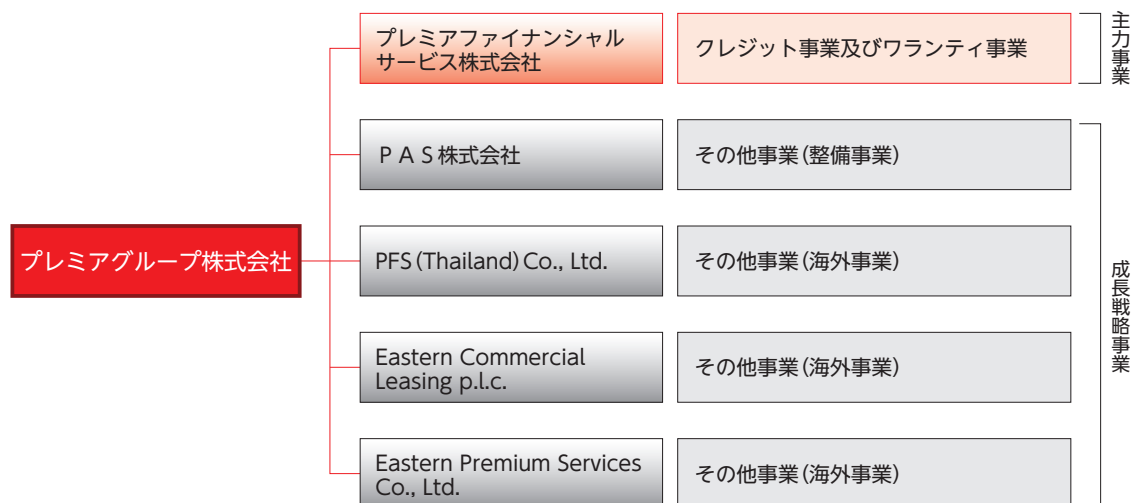 プレミアグループ株式会社
プレミアファイナンシャル
サービス株式会社
クレジット事業及びワランティ事業
主力事業
ＰＡＳ株式会社
その他事業(整備事業)
PFS(Thailand)Co., Ltd.
その他事業(海外事業)
Eastern Commercial
Leasing p.l.c.
その他事業(海外事業)
Eastern Premium Services
Co., Ltd.
その他事業(海外事業)
成長戦略事業